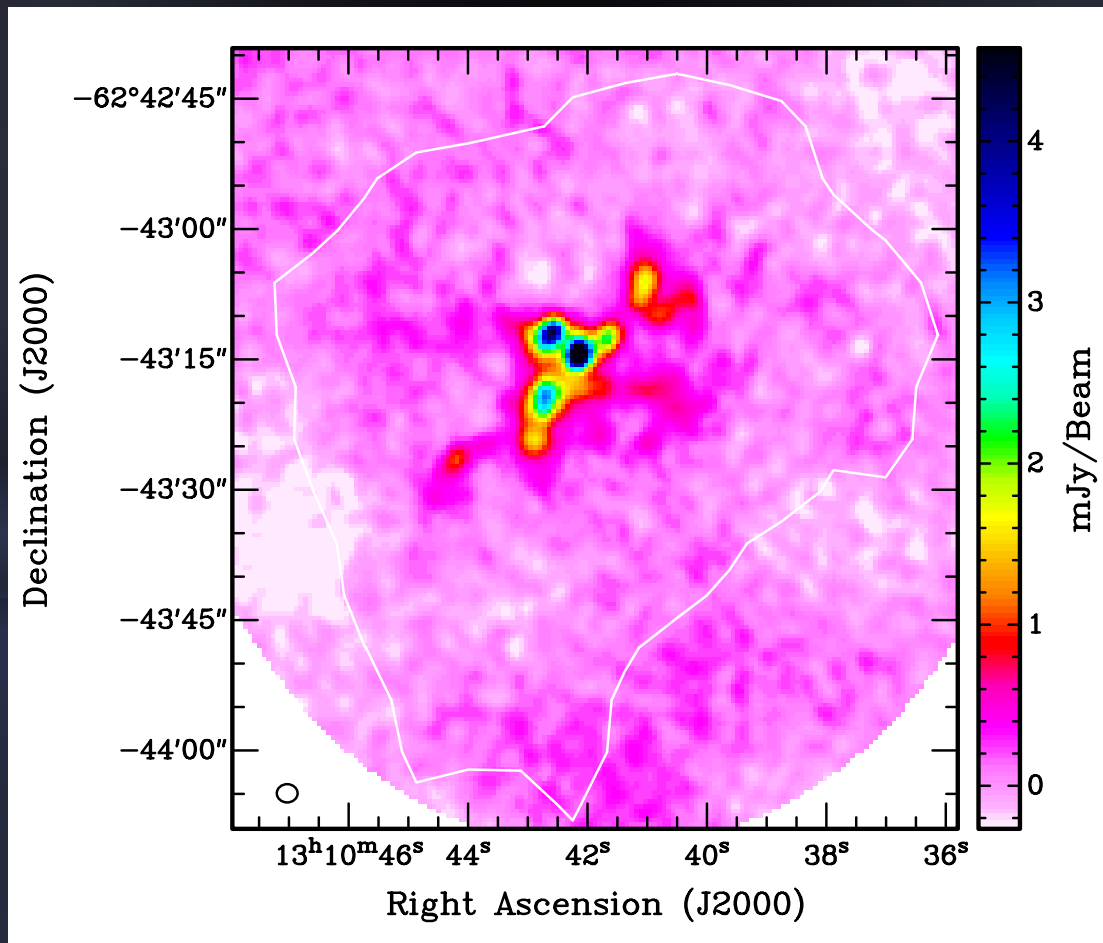 −62°42′45″
−43′00″
−43′15″
−43′30″
−43′45″
−44′00″
Declination (J2000)
13ʰ10ᵐ46ˢ 44ˢ 42ˢ 40ˢ 38ˢ 36ˢ
Right Ascension (J2000)
4
3
2
1
0
mJy/Beam